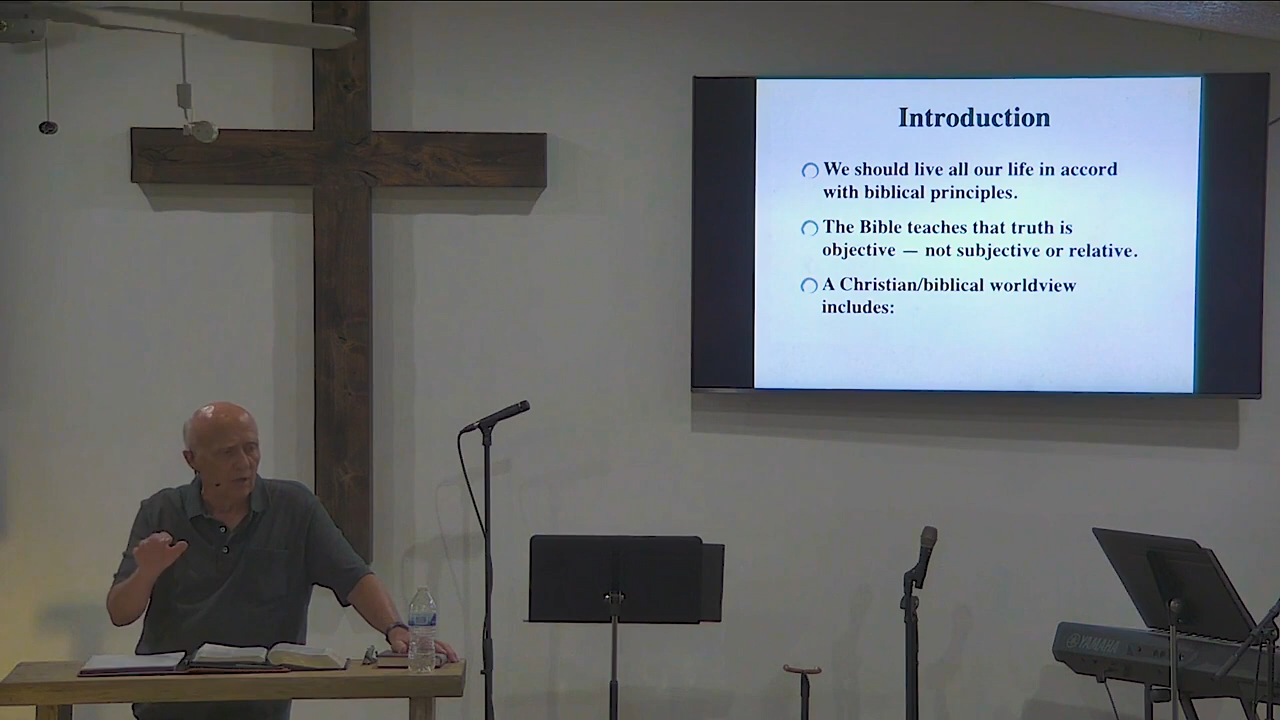 Introduction
We should live all our life in accord
with biblical principles.
The Bible teaches that truth is
objective — not subjective or relative.
A Christian/biblical worldview
includes:
YAMAHA